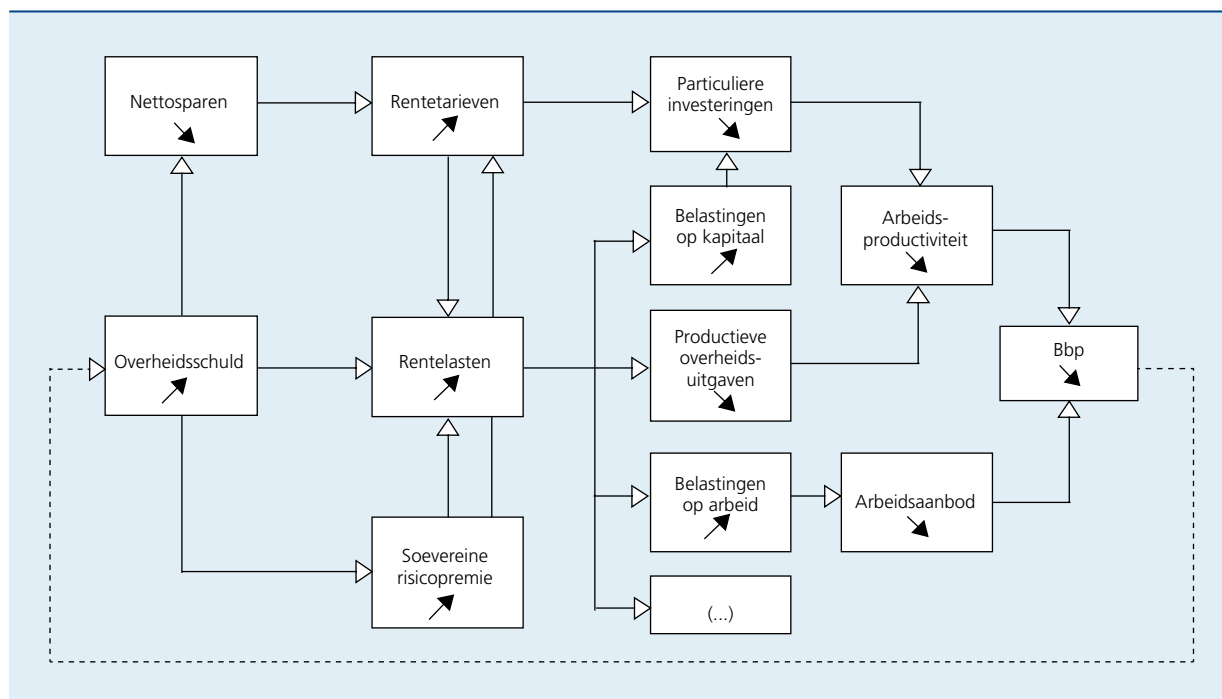 Nettosparen
Rentetarieven
Particuliere
investeringen
Belastingen
op kapitaal
Arbeids-
productiviteit
Overheidsschuld
Rentelasten
Productieve
overheids-
uitgaven
Bbp
Belastingen
op arbeid
Arbeidsaanbod
Soevereine
risicopremie
(...)